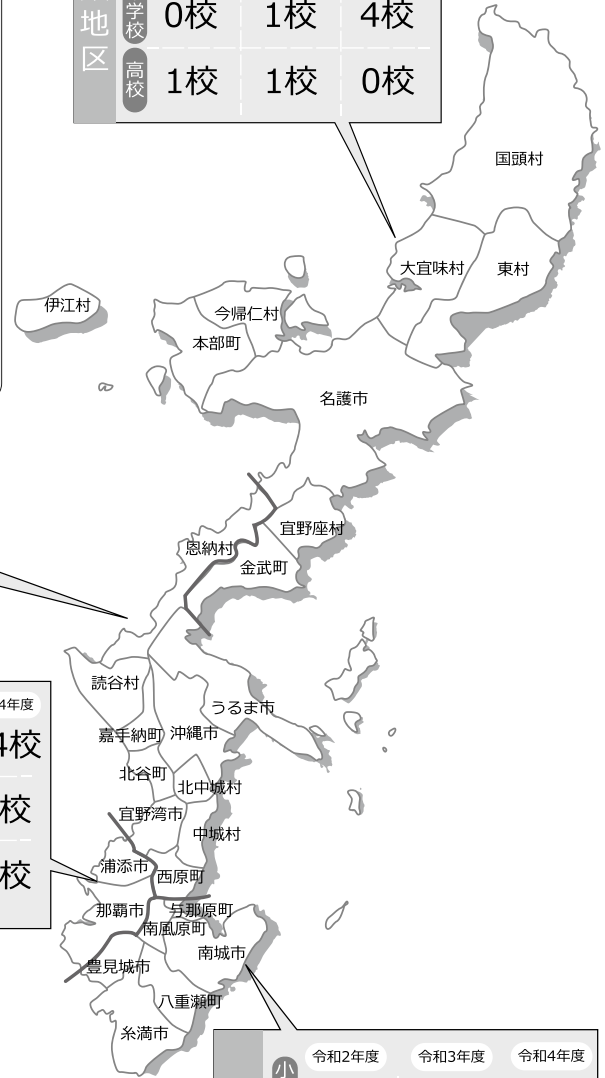 地区
学校
0校 1校 4校
高校
1校 1校 0校
国頭村
大宜味村
東村
伊江村
今帰仁村
本部町
名護市
宜野座村
恩納村
金武町
読谷村
うるま市
嘉手納町
沖縄市
北谷町
北中城村
宜野湾市
中城村
浦添市
西原町
那覇市
与那原町
南風原町
南城市
豊見城市
八重瀬町
糸満市
4年度
4校
校
校
小
令和2年度 令和3年度 令和4年度